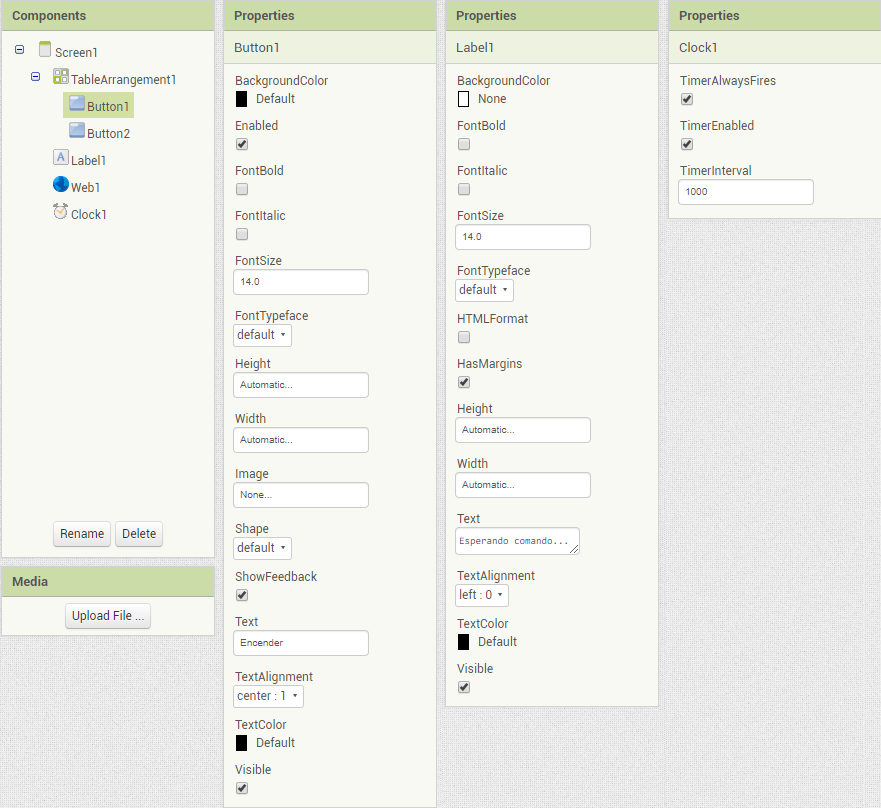 Components
Screen1
TableArrangement1
Button1
Button2
Label1
Web1
Clock1
Rename
Delete
Media
Upload File ...
Properties
Button1
BackgroundColor
Default
Enabled
FontBold
FontItalic
FontSize
14.0
FontTypeface
default
Height
Automatic...
Width
Automatic...
Image
None...
Shape
default
ShowFeedback
Text
Encender
TextAlignment
center : 1
TextColor
Default
Visible
Properties
Label1
BackgroundColor
None
FontBold
FontItalic
FontSize
14.0
FontTypeface
default
HTMLFormat
HasMargins
Height
Automatic...
Width
Automatic...
Text
Esperando comando...
TextAlignment
left : 0
TextColor
Default
Visible
Properties
Clock1
TimerAlwaysFires
TimerEnabled
TimerInterval
1000